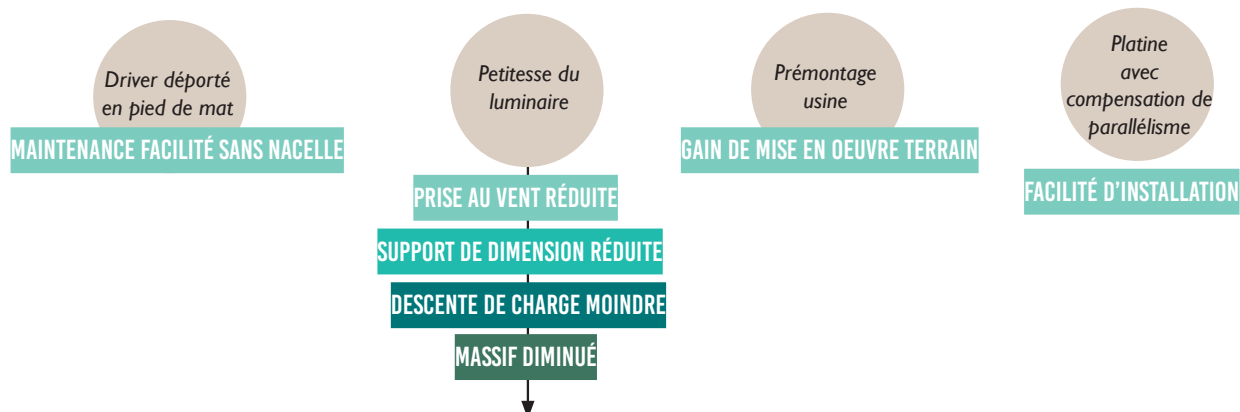 Driver déporté
en pied de mat
MAINTENANCE FACILITÉ SANS NACELLE
Petitesse du
luminaire
PRISE AU VENT RÉDUITE
SUPPORT DE DIMENSION RÉDUITE
DESCENTE DE CHARGE MOINDRE
MASSIF DIMINUÉ
Prémontage
usine
GAIN DE MISE EN OEUVRE TERRAIN
Platine
avec
compensation de
parallélisme
FACILITÉ D'INSTALLATION